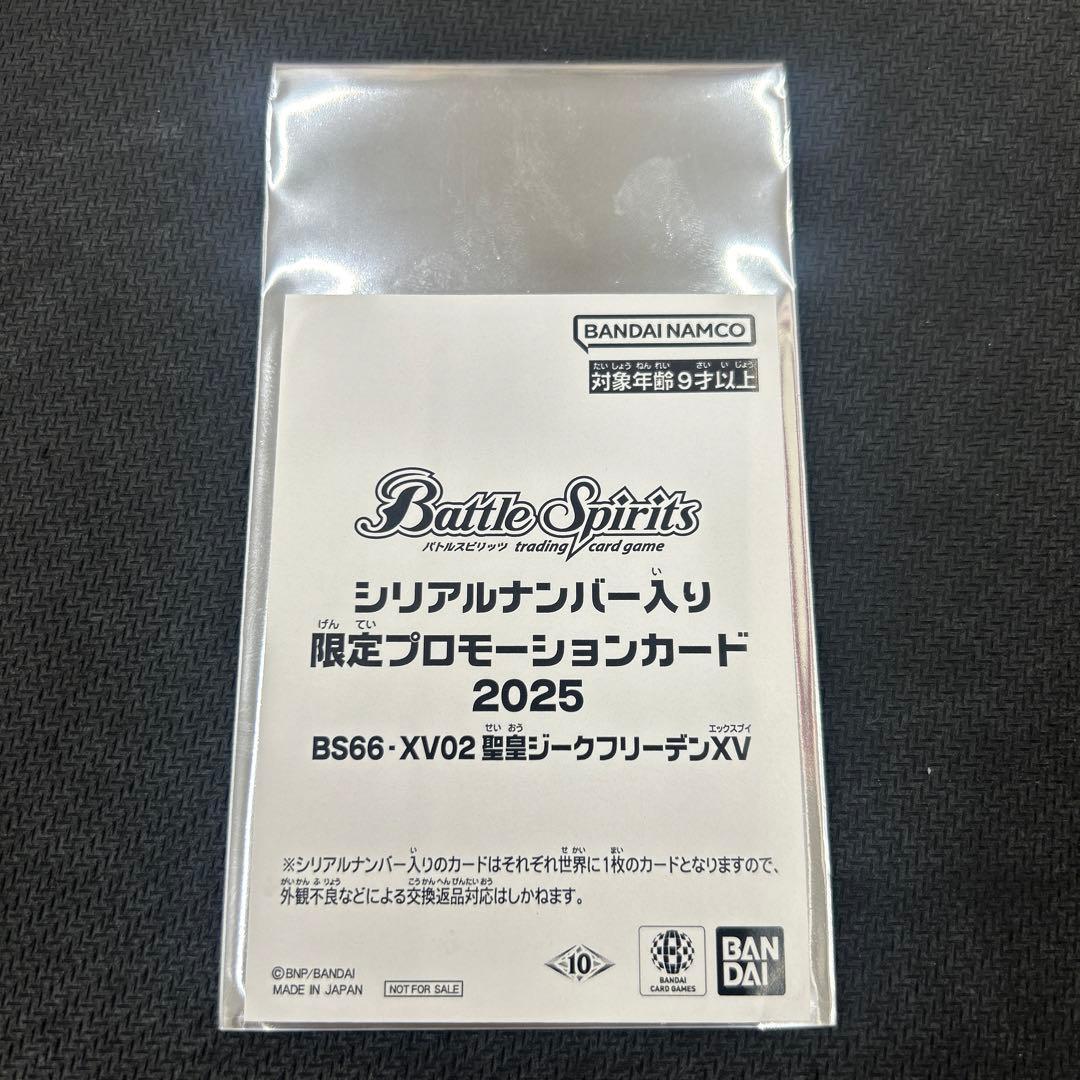 BANDAI NAMCO
たいしょうねんれい さいいじょう
対象年齢9才以上
Battle Spirits
バトルスピリッツ trading card game
い
シリアルナンバー入り
げんてい
限定プロモーションカード
2025
せいおう エックスブイ
BS66-XV02 聖皇ジークフリーデンXV
い せかい まい
※シリアルナンバー入りのカードはそれぞれ世界に1枚のカードとなりますので、
がいかんふりょう こうかんへんぴんたいおう
外観不良などによる交換返品対応はしかねます。
©BNP/BANDAI
MADE IN JAPAN
NOT FOR SALE
10
BANDAI
CARD GAMES
BAN
DAI